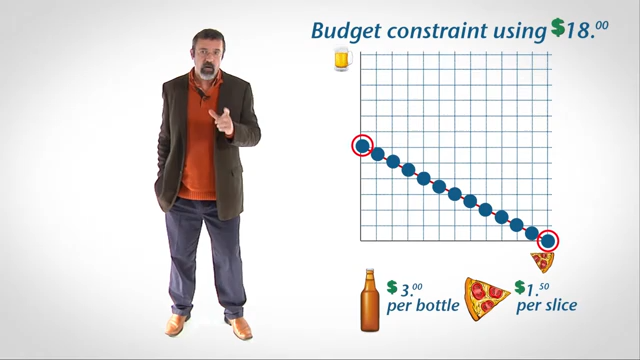 Budget constraint using $18.00
$3.00
per bottle
$1.50
per slice